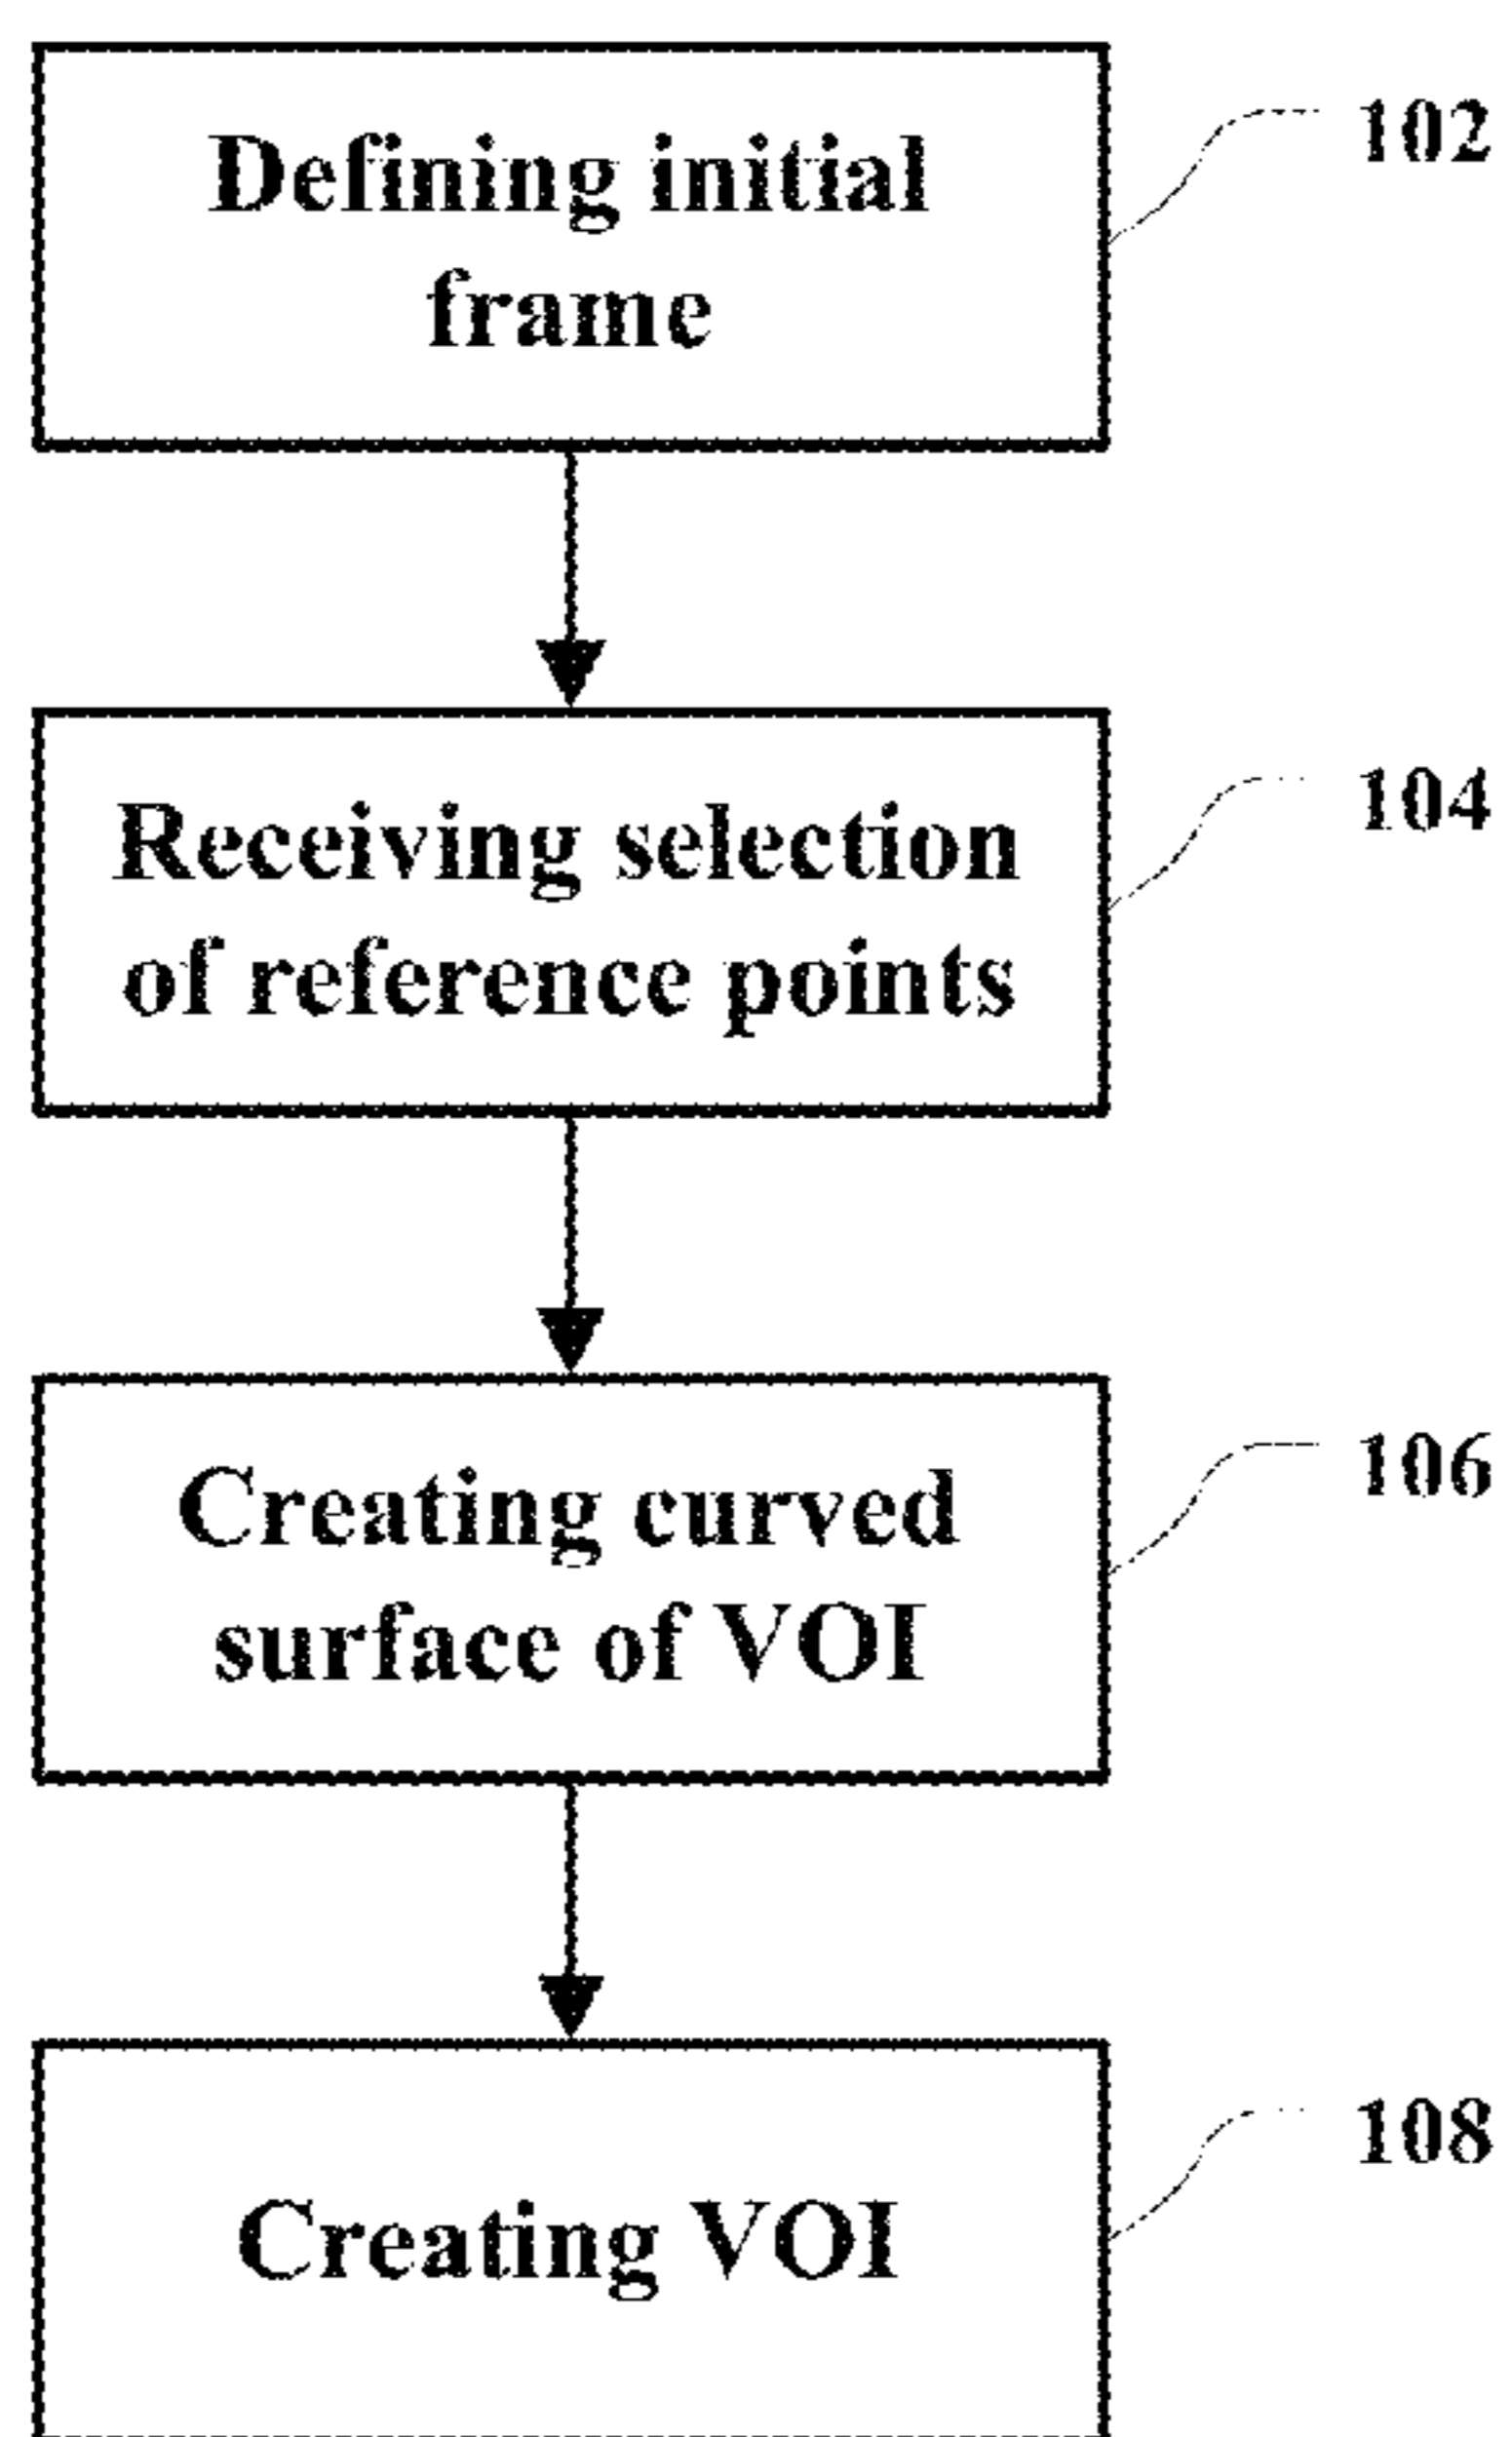 Defining initial
frame
102
Receiving selection
of reference points
104
Creating curved
surface of VOI
106
Creating VOI
108